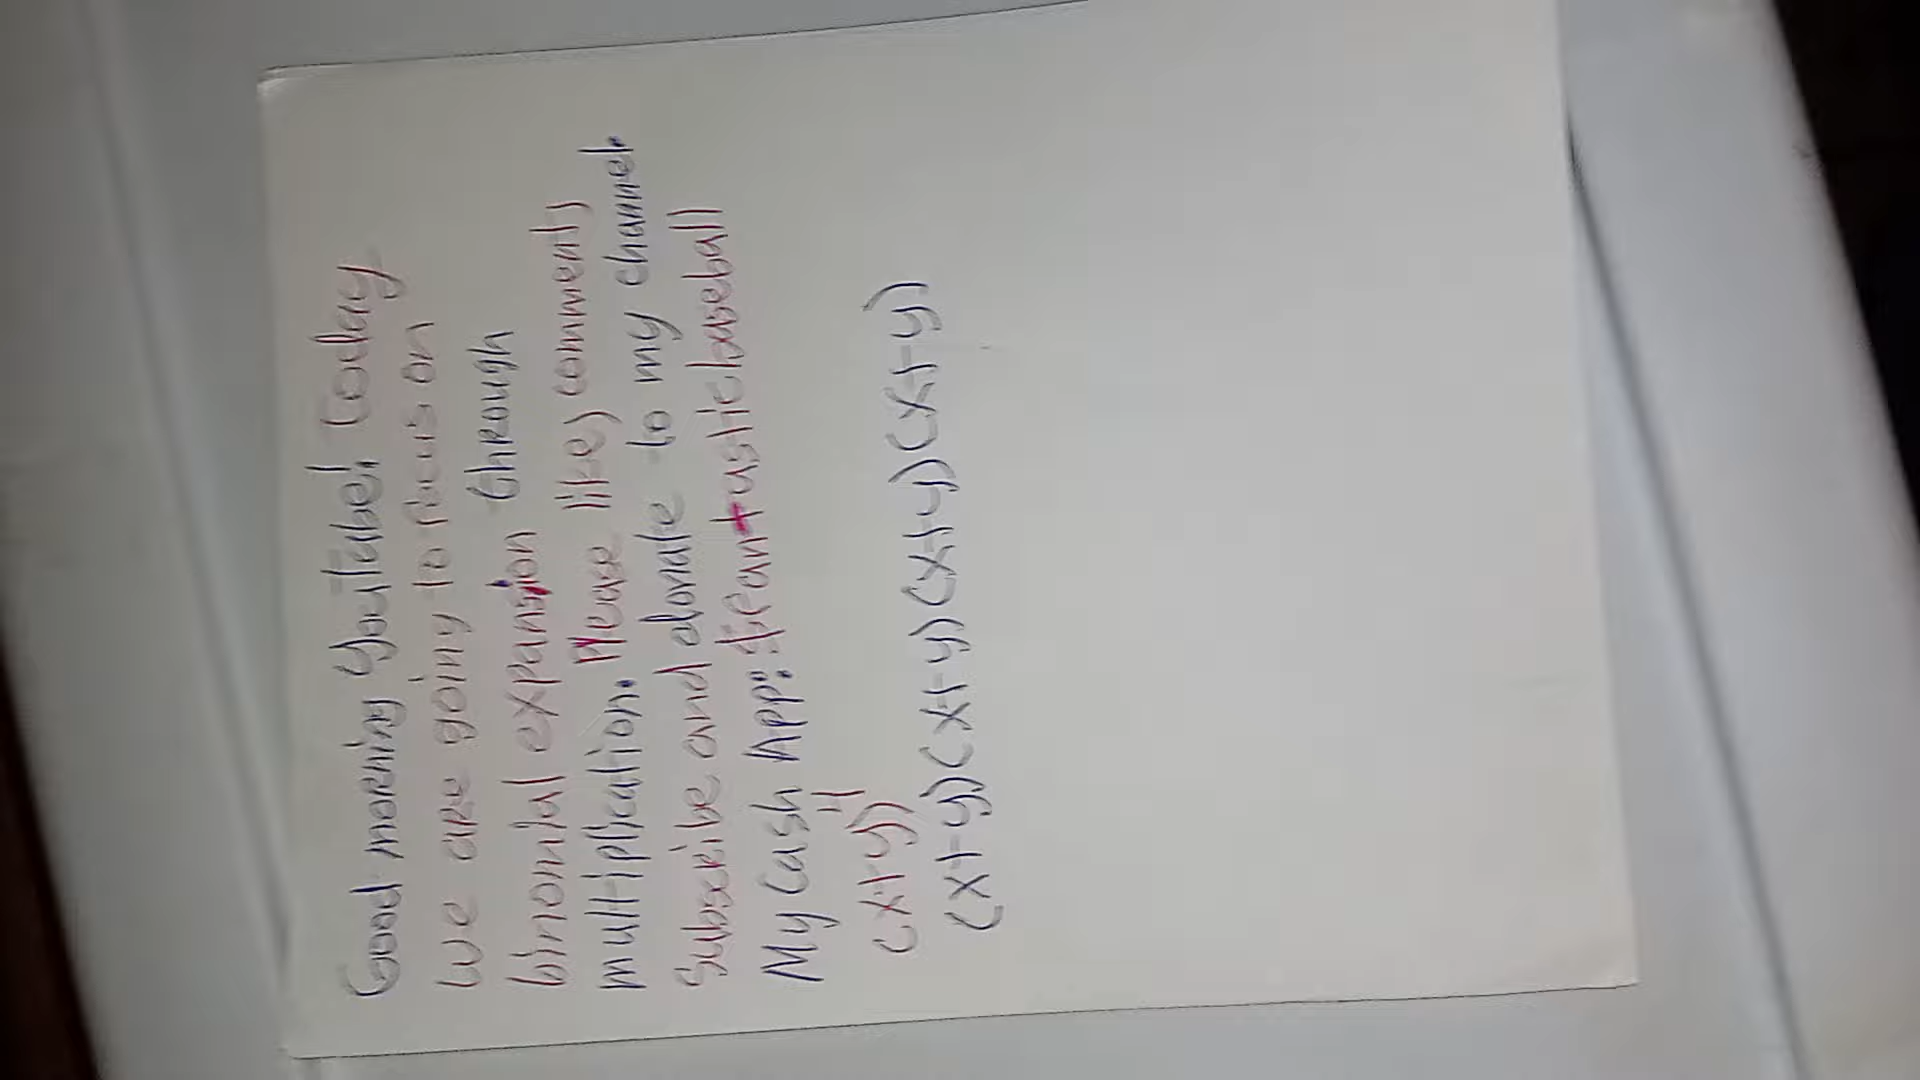 Good morning YouTube! Today
we are going to focus on
binomial expansion through
multiplication. Please like, comment,
subscribe and donate to my channel.
My Cash App: $fantasticbaseball
(x+y)⁴
(x+y)(x+y)(x+y)(x+y)